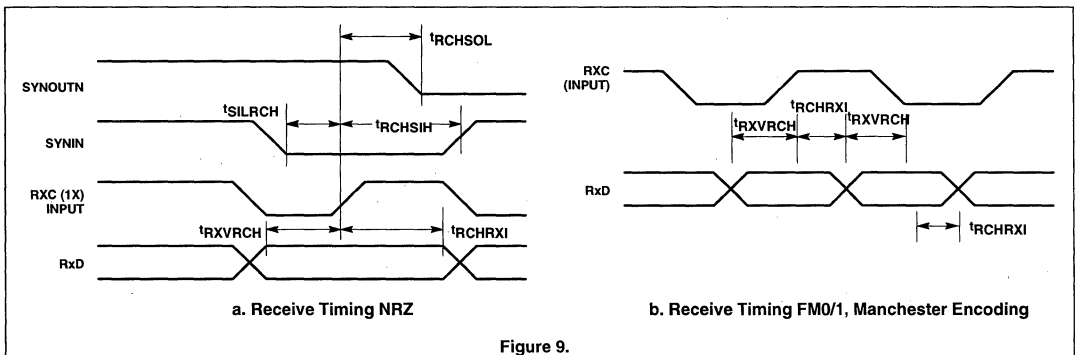 tRCHSOL
SYNOUTN
tSILRCH
tRCHSIH
SYNIN
RXC (1X)
INPUT
tRXVRCH
tRCHRXI
RxD
a. Receive Timing NRZ
RXC
(INPUT)
tRCHRXI
tRXVRCH
tRXVRCH
RxD
tRCHRXI
b. Receive Timing FM0/1, Manchester Encoding
Figure 9.